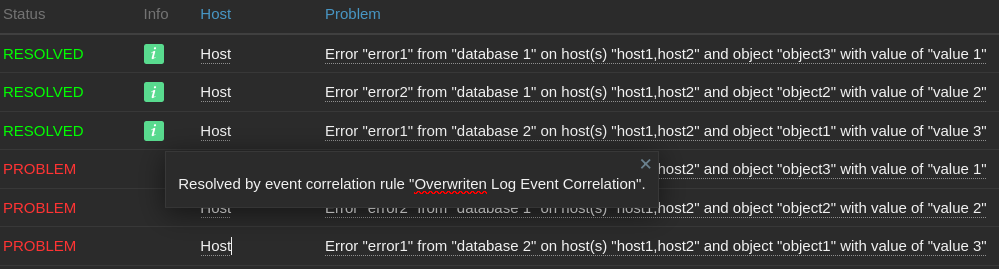 Status Info Host Problem
RESOLVED i Host Error "error1" from "database 1" on host(s) "host1,host2" and object "object3" with value of "value 1"
RESOLVED i Host Error "error2" from "database 1" on host(s) "host1,host2" and object "object2" with value of "value 2"
RESOLVED i Host Error "error1" from "database 2" on host(s) "host1,host2" and object "object1" with value of "value 3"
PROBLEM host2" and object "object3" with value of "value 1"
Resolved by event correlation rule "Overwriten Log Event Correlation".
PROBLEM Host Error "error2" from "database 1" on host(s) "host1,host2" and object "object2" with value of "value 2"
PROBLEM Host Error "error1" from "database 2" on host(s) "host1,host2" and object "object1" with value of "value 3"